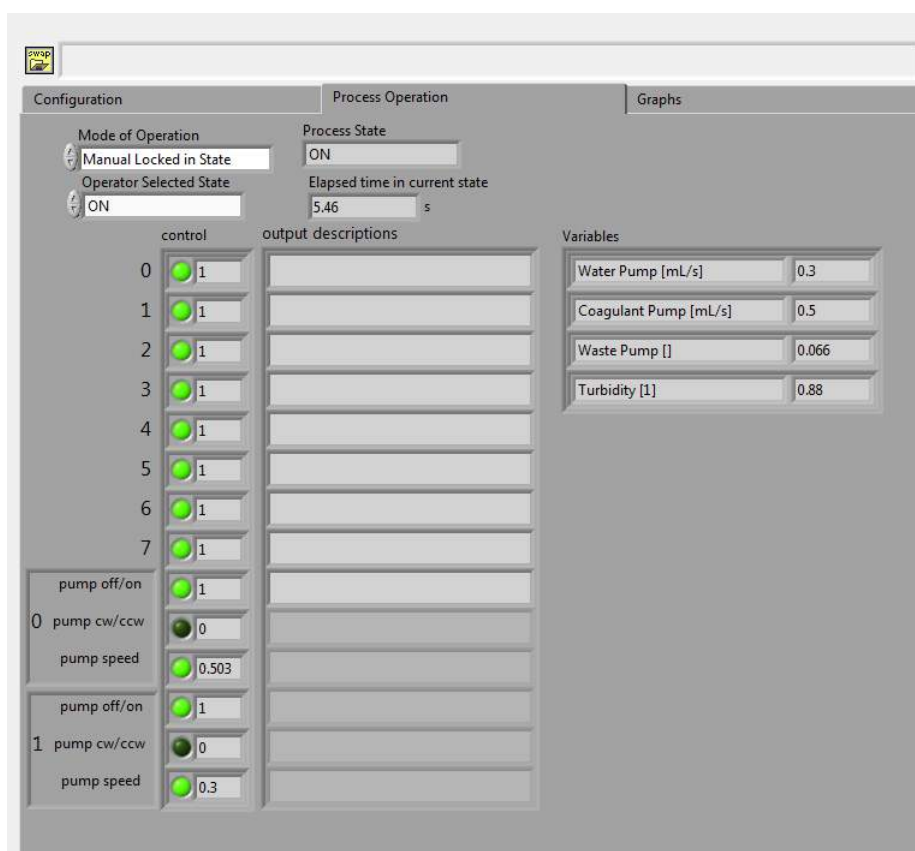 swap
Configuration
Process Operation
Graphs
Mode of Operation
Process State
Manual Locked in State
ON
Operator Selected State
Elapsed time in current state
ON
5.46 s
control
output descriptions
Variables
0 1
Water Pump [mL/s] 0.3
1 1
Coagulant Pump [mL/s] 0.5
2 1
Waste Pump [] 0.066
3 1
Turbidity [1] 0.88
4 1
5 1
6 1
7 1
pump off/on 1
0 pump cw/ccw 0
pump speed 0.503
pump off/on 1
1 pump cw/ccw 0
pump speed 0.3